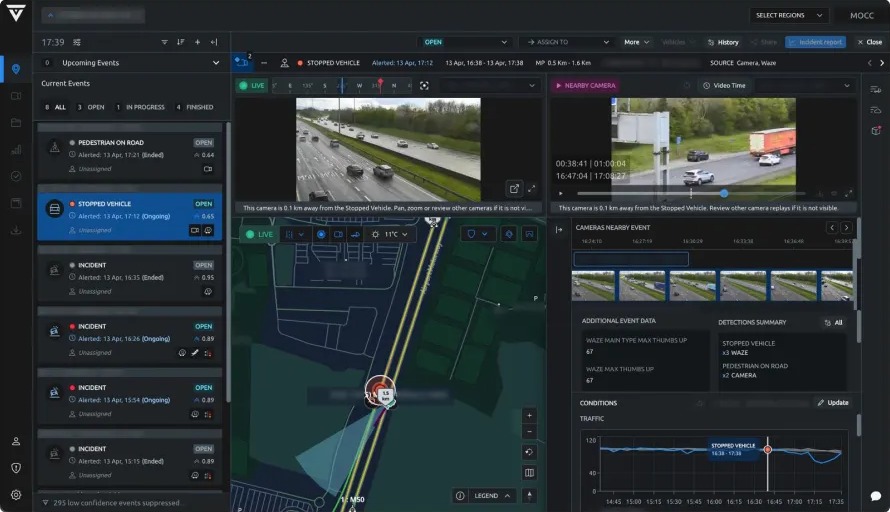 SELECT REGIONS
MOCC
17:39
OPEN
ASSIGN TO
More
Vehicles
History
Share
Incident report
Close
0 Upcoming Events
2
STOPPED VEHICLE
Alerted: 13 Apr, 17:12
13 Apr, 16:38 - 13 Apr, 17:38
MP 0.5 Km - 1.6 Km
SOURCE Camera, Waze
Current Events
8 ALL
3 OPEN
1 IN PROGRESS
4 FINISHED
PEDESTRIAN ON ROAD
OPEN
Alerted: 13 Apr, 17:21 (Ended)
0.64
Unassigned
STOPPED VEHICLE
OPEN
Alerted: 13 Apr, 17:12 (Ongoing)
0.65
Unassigned
INCIDENT
OPEN
Alerted: 13 Apr, 16:35 (Ended)
0.95
Unassigned
INCIDENT
OPEN
Alerted: 13 Apr, 16:26 (Ongoing)
0.89
Unassigned
INCIDENT
OPEN
Alerted: 13 Apr, 15:54 (Ongoing)
0.89
Unassigned
INCIDENT
OPEN
Alerted: 13 Apr, 15:15 (Ended)
0.89
Unassigned
295 low confidence events suppressed
LIVE
W
N
This camera is 0.1 km away from the Stopped Vehicle. Pan, zoom or review other cameras if it is not vi...
NEARBY CAMERA
Video Time
00:38:41 | 01:00:04
16:47:04 | 17:08:27
This camera is 0.1 km away from the Stopped Vehicle. Review other camera replays if it is not visible.
LIVE
11°C
P
P
1.5
km
M50
LEGEND
CAMERAS NEARBY EVENT
16:24:10
16:27:19
16:30:29
16:33:38
16:36:48
ADDITIONAL EVENT DATA
WAZE MAIN TYPE MAX THUMBS UP
67
WAZE MAX THUMBS UP
67
DETECTIONS SUMMARY
All
STOPPED VEHICLE
x3 WAZE
PEDESTRIAN ON ROAD
x2 CAMERA
CONDITIONS
Update
TRAFFIC
120
80
40
0
STOPPED VEHICLE
16:38 - 17:38
14:45 15:00 15:15 15:30 15:45 16:00 16:15 16:30 16:45 17:00 17:15 17:35